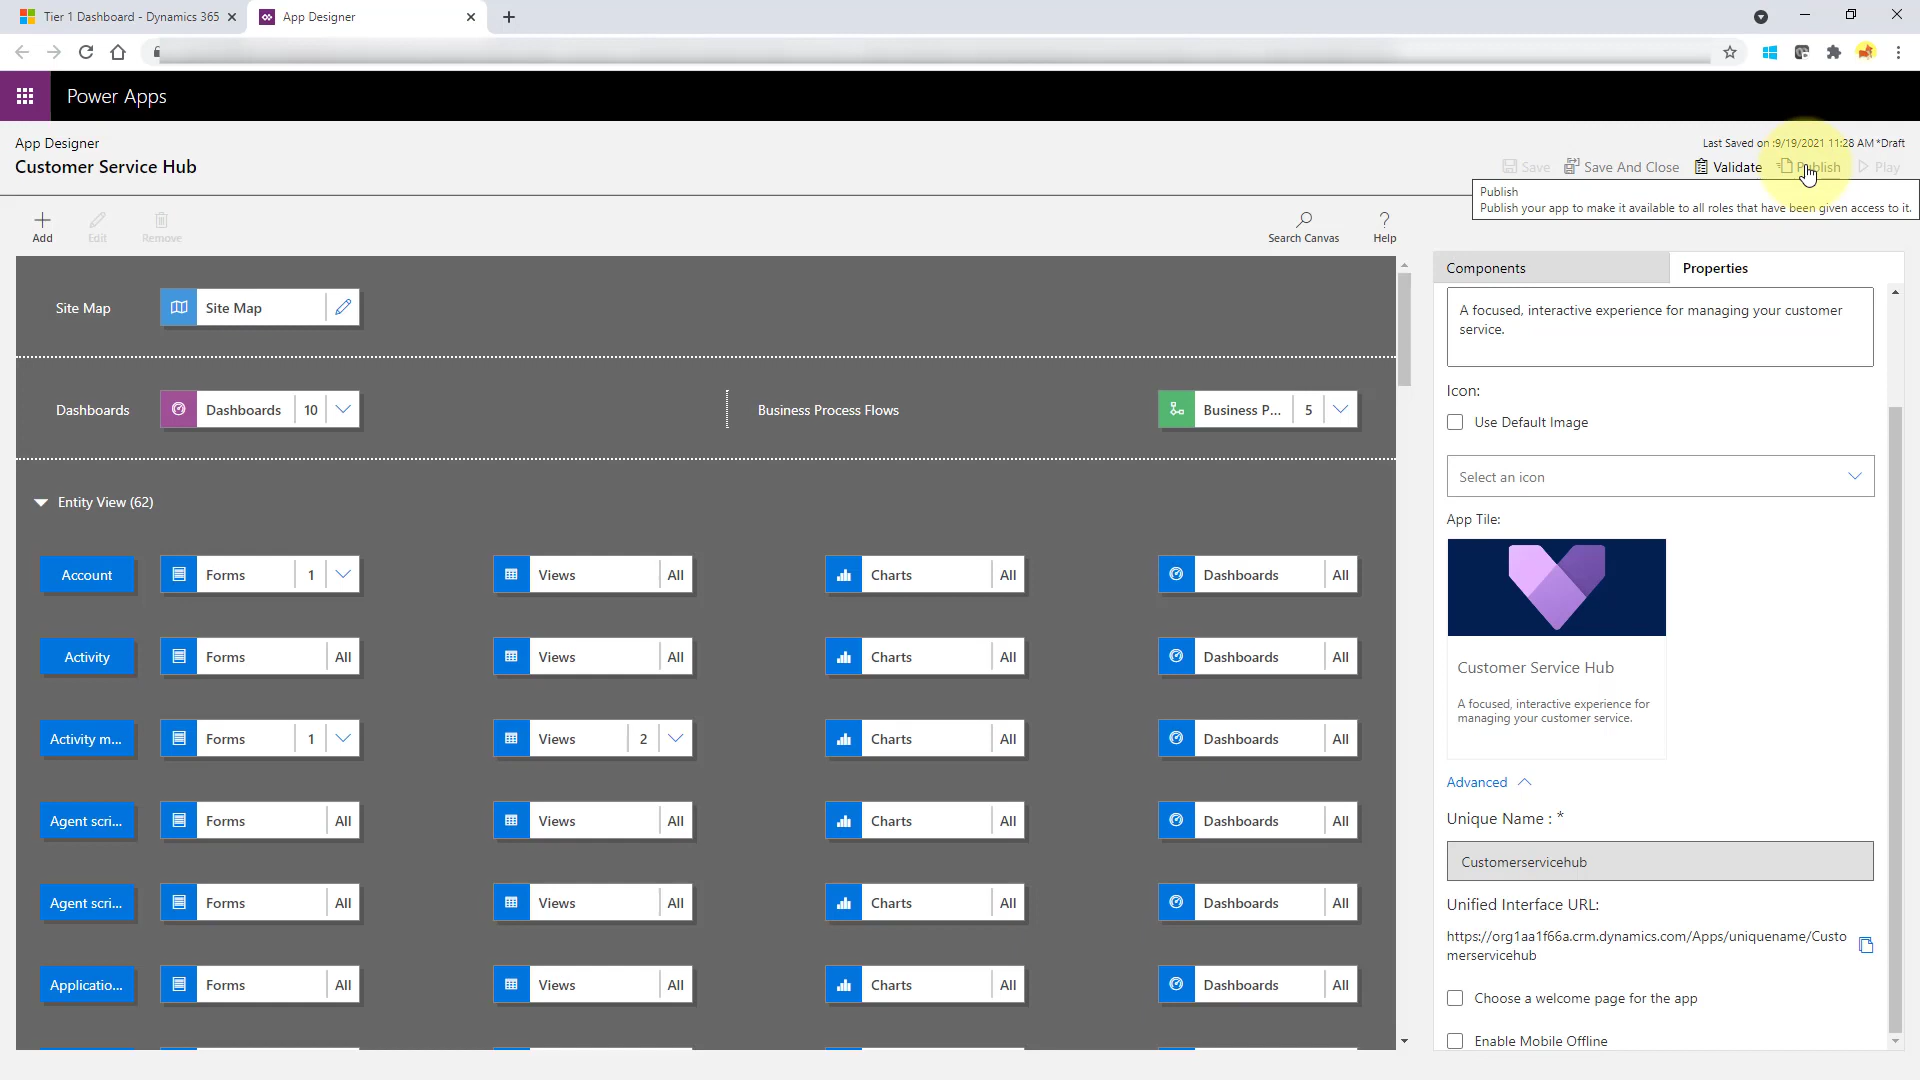 Tier 1 Dashboard - Dynamics 365
App Designer
Power Apps
App Designer
Customer Service Hub
Last Saved on :9/19/2021 11:28 AM *Draft
Save
Save And Close
Validate
Publish
Play
Publish
Publish your app to make it available to all roles that have been given access to it.
Add
Edit
Remove
Search Canvas
Help
Site Map
Site Map
Dashboards
Dashboards 10
Business Process Flows
Business P... 5
Entity View (62)
Account
Forms 1
Views All
Charts All
Dashboards All
Activity
Forms All
Views All
Charts All
Dashboards All
Activity m...
Forms 1
Views 2
Charts All
Dashboards All
Agent scri...
Forms All
Views All
Charts All
Dashboards All
Agent scri...
Forms All
Views All
Charts All
Dashboards All
Applicatio...
Forms All
Views All
Charts All
Dashboards All
Components
Properties
A focused, interactive experience for managing your customer
service.
Icon:
Use Default Image
Select an icon
App Tile:
Customer Service Hub
A focused, interactive experience for
managing your customer service.
Advanced
Unique Name : *
Customerservicehub
Unified Interface URL:
https://org1aa1f66a.crm.dynamics.com/Apps/uniquename/Custo
merservicehub
Choose a welcome page for the app
Enable Mobile Offline